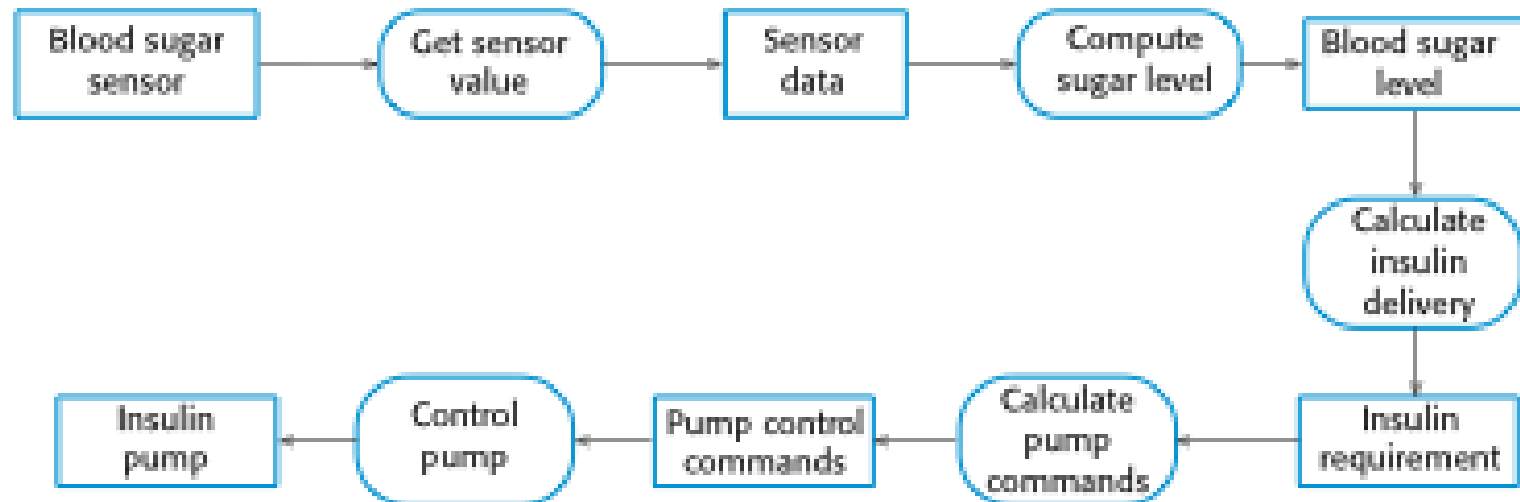 Blood sugar
sensor
Get sensor
value
Sensor
data
Compute
sugar level
Blood sugar
level
Calculate
insulin
delivery
Insulin
requirement
Calculate
pump
commands
Pump control
commands
Control
pump
Insulin
pump